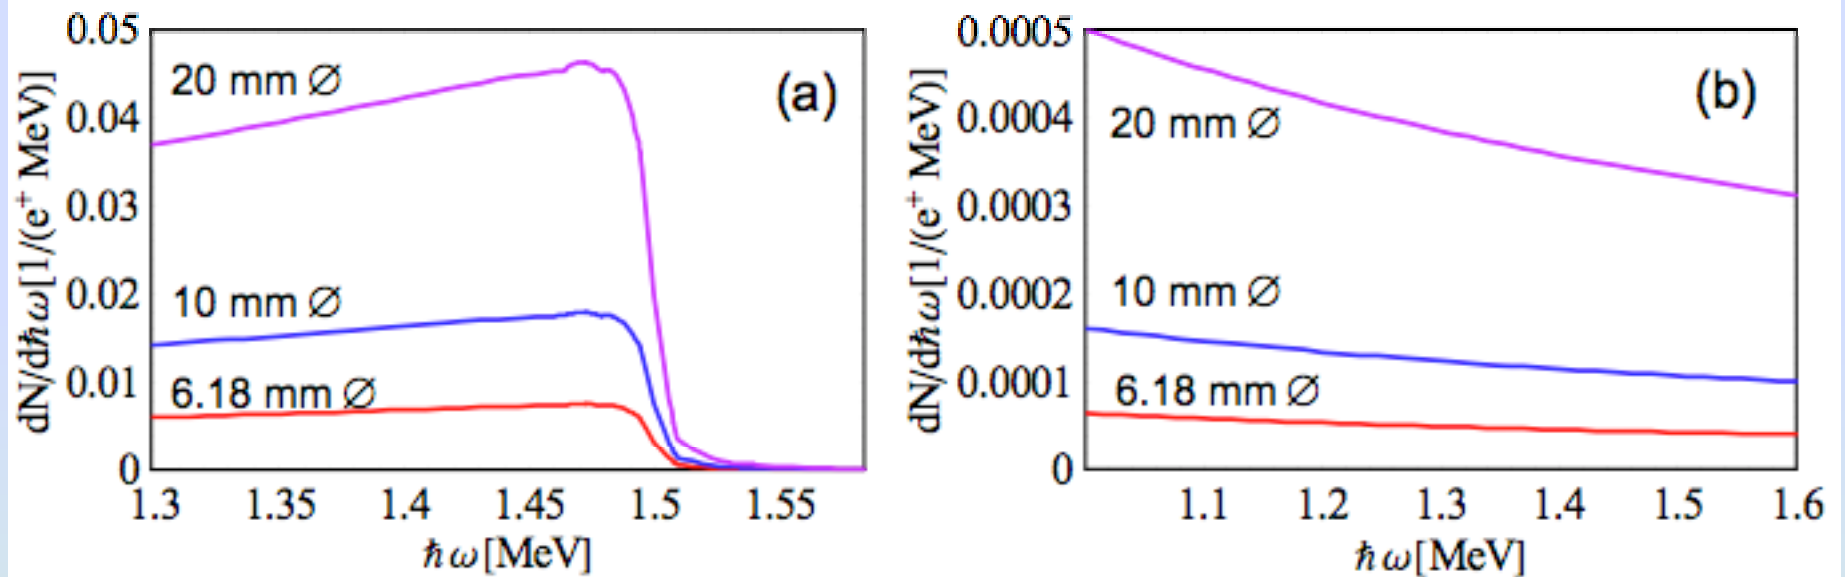 0.05
0.04
0.03
0.02
0.01
0
dN/dħω[1/(e⁺ MeV)]
20 mm ∅
(a)
10 mm ∅
6.18 mm ∅
1.3 1.35 1.4 1.45 1.5 1.55
ħω[MeV]
0.0005
0.0004
0.0003
0.0002
0.0001
0
dN/dħω[1/(e⁺ MeV)]
(b)
20 mm ∅
10 mm ∅
6.18 mm ∅
1.1 1.2 1.3 1.4 1.5 1.6
ħω[MeV]